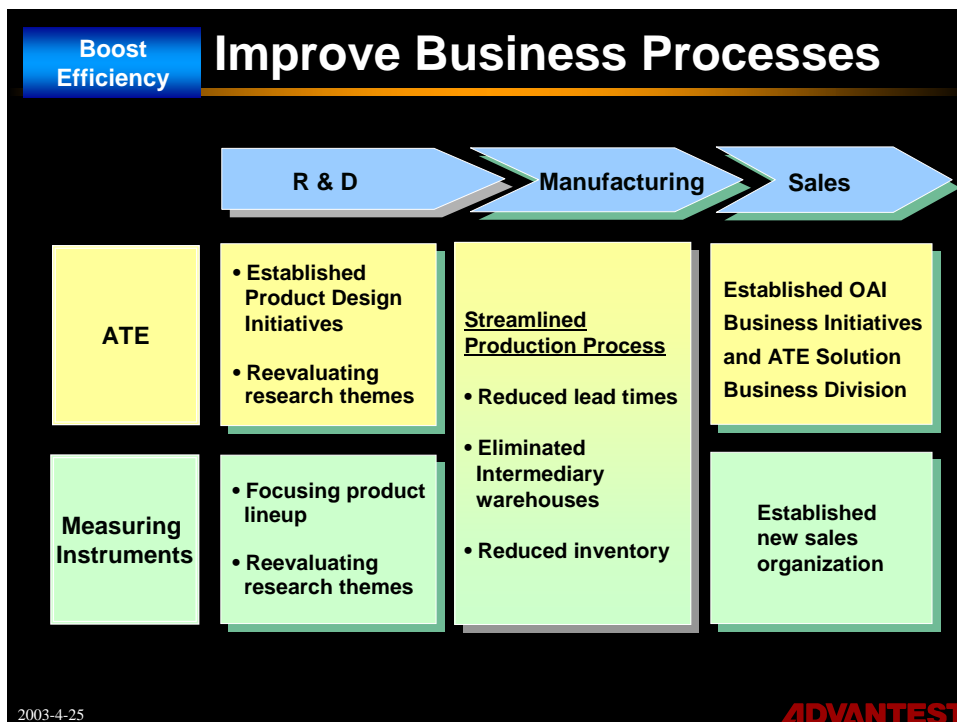 Boost
Efficiency
Improve Business Processes
R & D
Manufacturing
Sales
ATE
• Established
Product Design
Initiatives
• Reevaluating
research themes
Streamlined
Production Process
• Reduced lead times
• Eliminated
Intermediary
warehouses
• Reduced inventory
Established OAI
Business Initiatives
and ATE Solution
Business Division
Measuring
Instruments
• Focusing product
lineup
• Reevaluating
research themes
Established
new sales
organization
2003-4-25
ADVANTEST